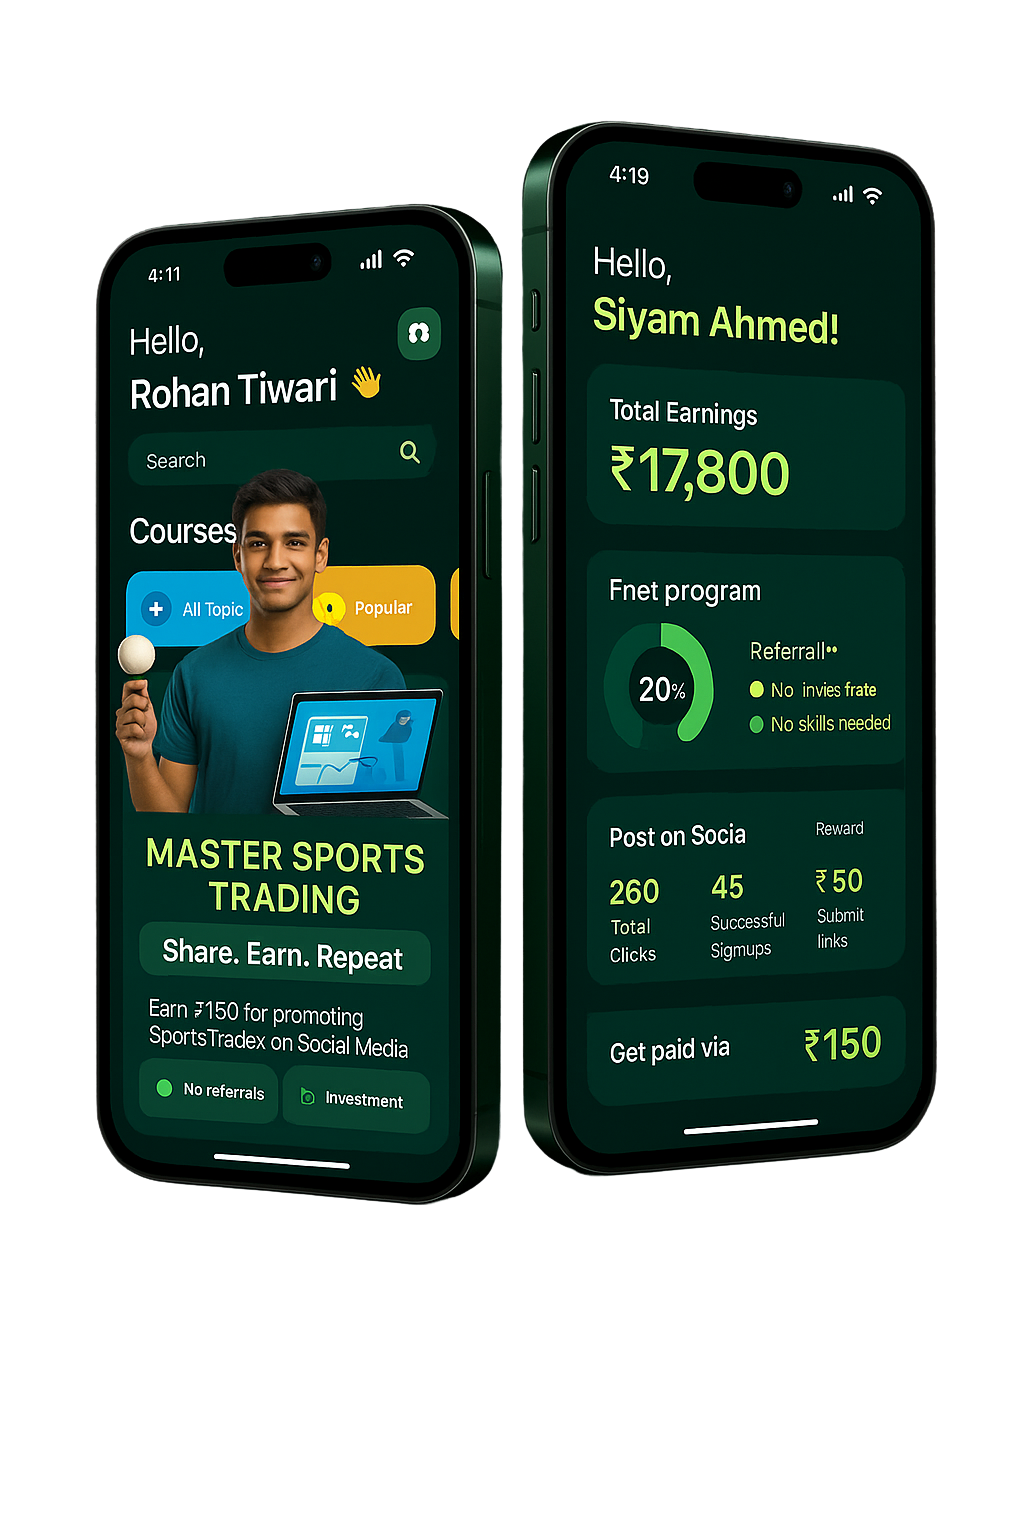 4:11
Hello,
Rohan Tiwari 👋
Search
Courses
All Topic
Popular
MASTER SPORTS
TRADING
Share. Earn. Repeat
Earn ₹150 for promoting
SportsTradex on Social Media
No referrals
Investment
4:19
Hello,
Siyam Ahmed!
Total Earnings
₹17,800
Fnet program
20%
Referrall••
No invies frate
No skills needed
Post on Socia
Reward
260
45
₹50
Total
Clicks
Successful
Sigmups
Submit
links
Get paid via
₹150